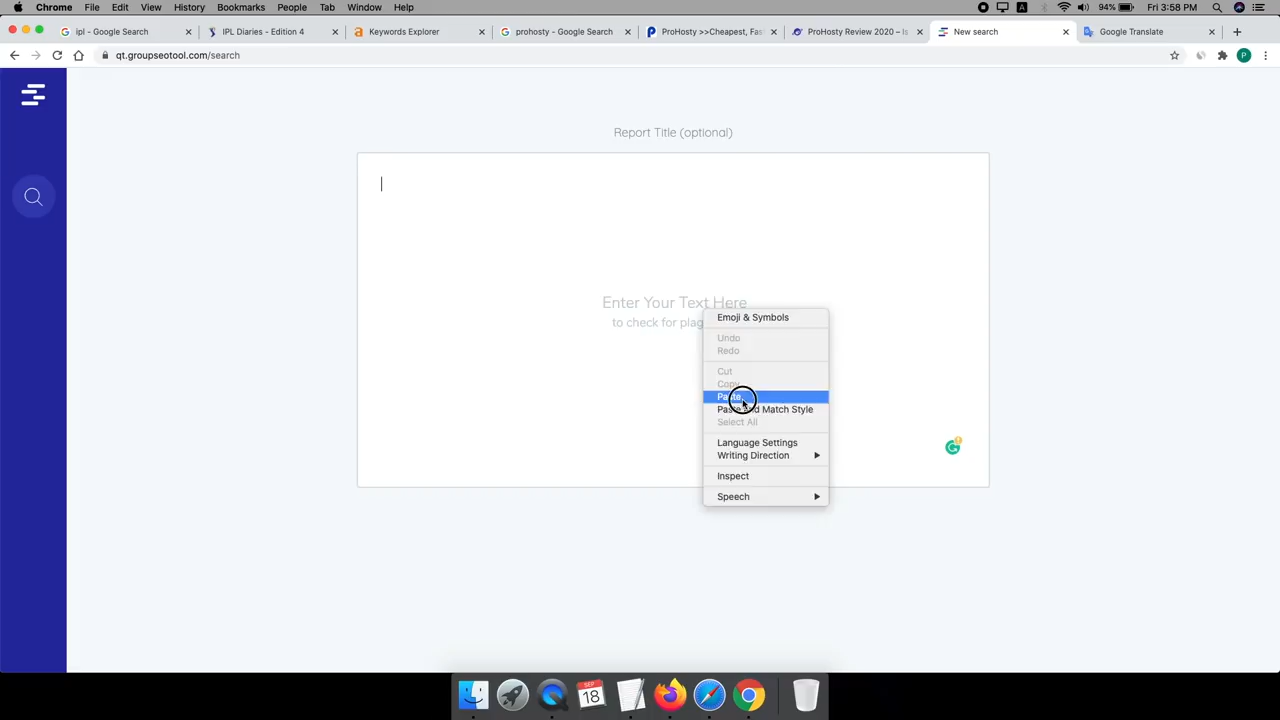 Chrome File Edit View History Bookmarks People Tab Window Help A 94% Fri 3:58 PM
ipl - Google Search IPL Diaries - Edition 4 Keywords Explorer prohosty - Google Search ProHosty >>Cheapest, Fas ProHosty Review 2020 – Is New search Google Translate
qt.groupseotool.com/search P
Report Title (optional)
Enter Your Text Here
to check for plag
Emoji & Symbols
Undo
Redo
Cut
Copy
Paste
Paste and Match Style
Select All
Language Settings
Writing Direction
Inspect
Speech
SEP
18